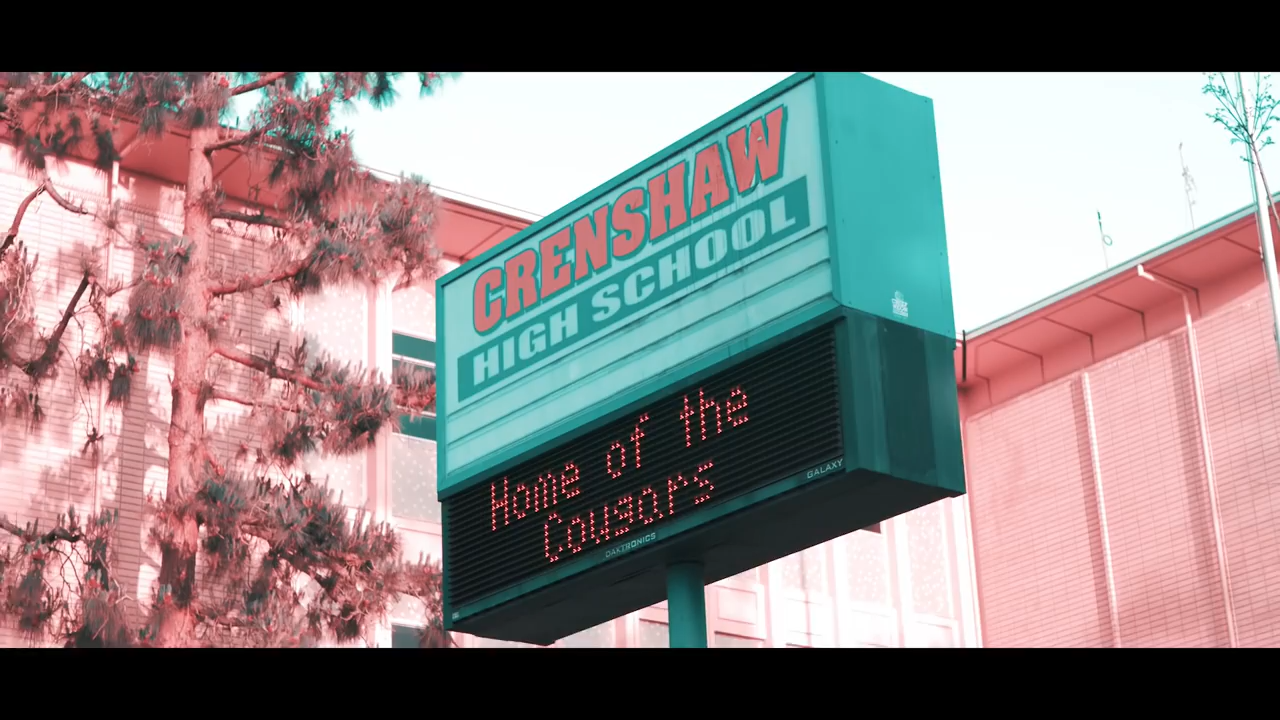 CRENSHAW
HIGH SCHOOL
Home of the
Cougars
GALAXY
DAKTRONICS